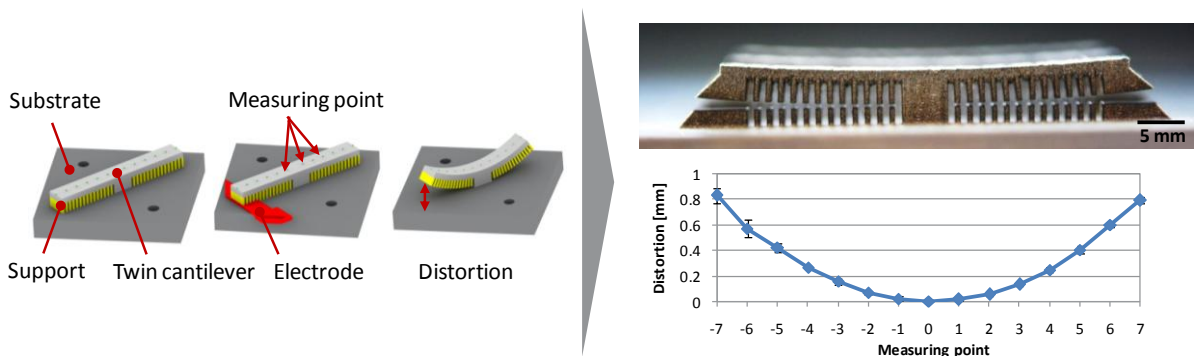 Substrate
Measuring point
Support
Twin cantilever
Electrode
Distortion
5 mm
Distortion [mm]
1
0.8
0.6
0.4
0.2
0
-7 -6 -5 -4 -3 -2 -1 0 1 2 3 4 5 6 7
Measuring point